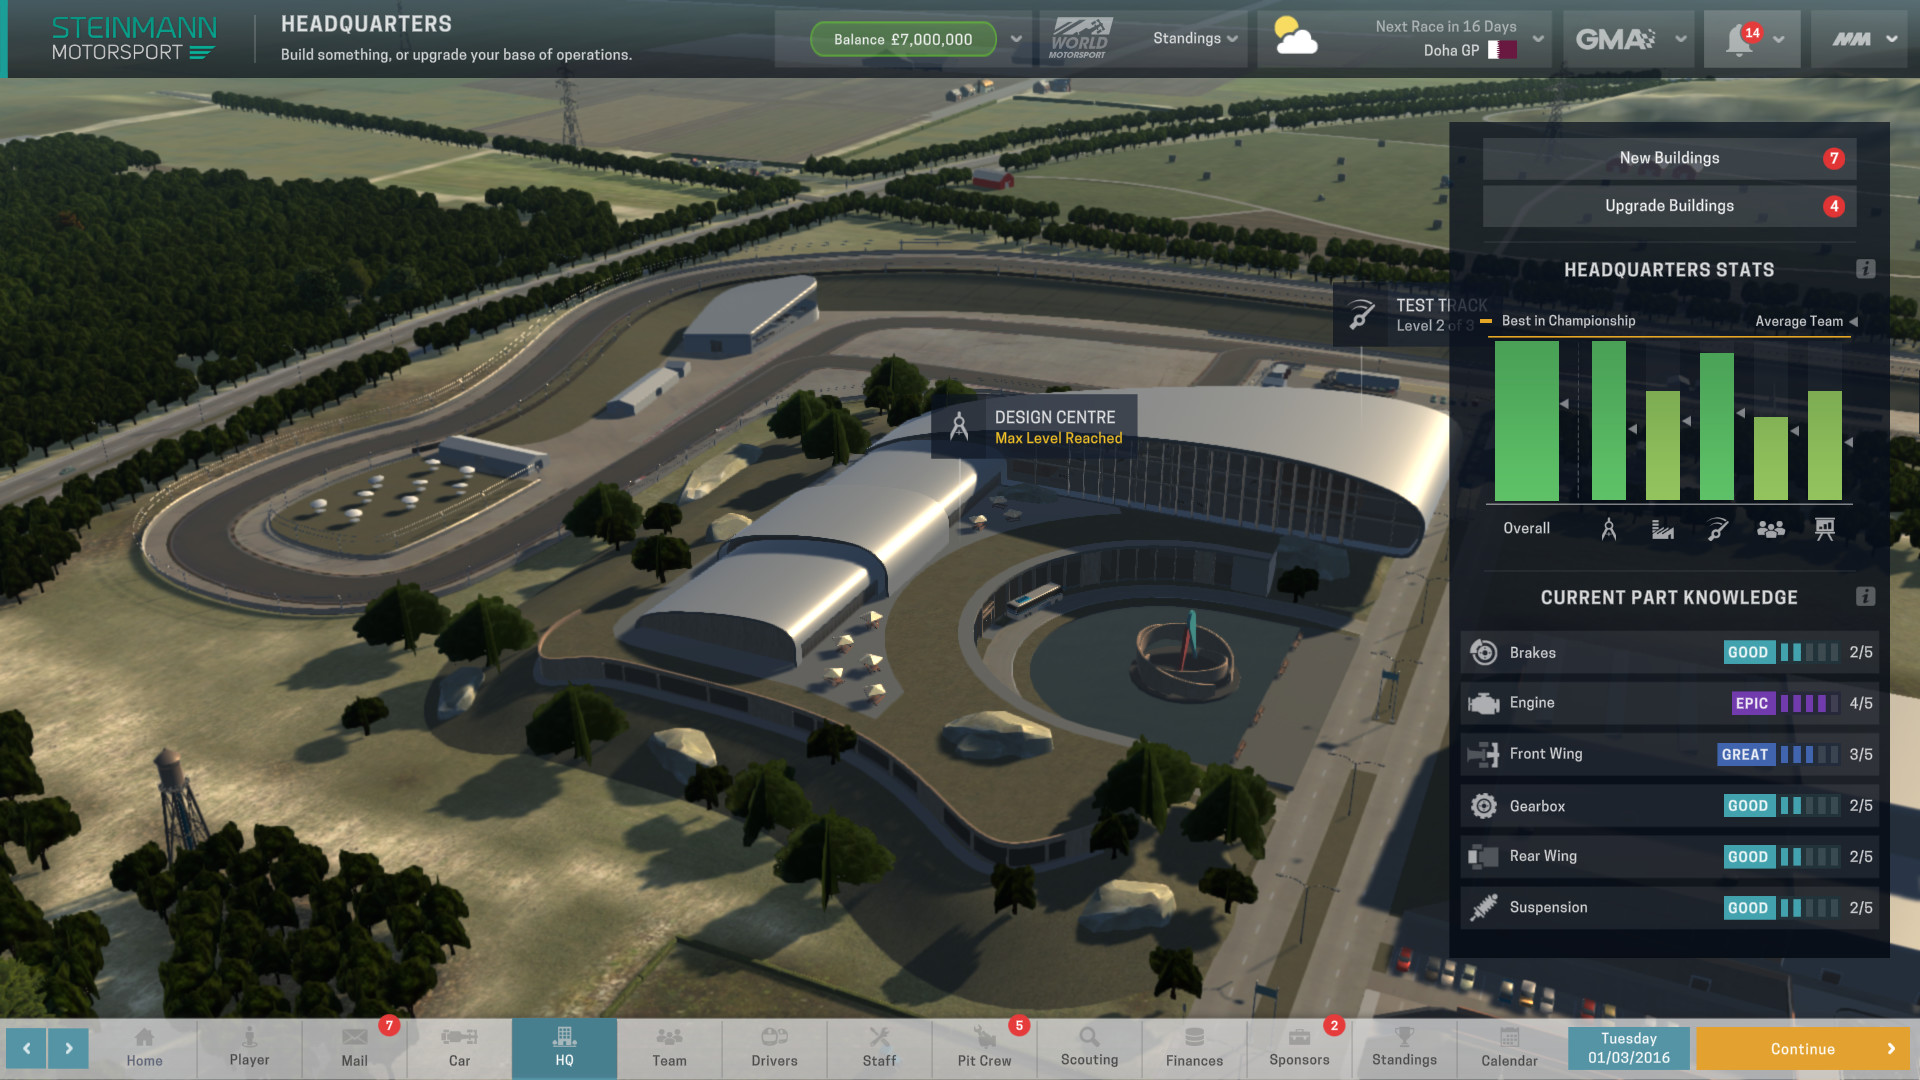 STEINMANN
MOTORSPORT
HEADQUARTERS
Build something, or upgrade your base of operations.
Balance £7,000,000
WORLD
MOTORSPORT
Standings
Next Race in 16 Days
Doha GP
GMA
14
New Buildings 7
Upgrade Buildings 4
HEADQUARTERS STATS
i
TEST TRACK
Level 2 of 3
Best in Championship
Average Team
DESIGN CENTRE
Max Level Reached
Overall
CURRENT PART KNOWLEDGE
i
Brakes GOOD 2/5
Engine EPIC 4/5
Front Wing GREAT 3/5
Gearbox GOOD 2/5
Rear Wing GOOD 2/5
Suspension GOOD 2/5
7
5
2
Home
Player
Mail
Car
HQ
Team
Drivers
Staff
Pit Crew
Scouting
Finances
Sponsors
Standings
Calendar
Tuesday
01/03/2016
Continue